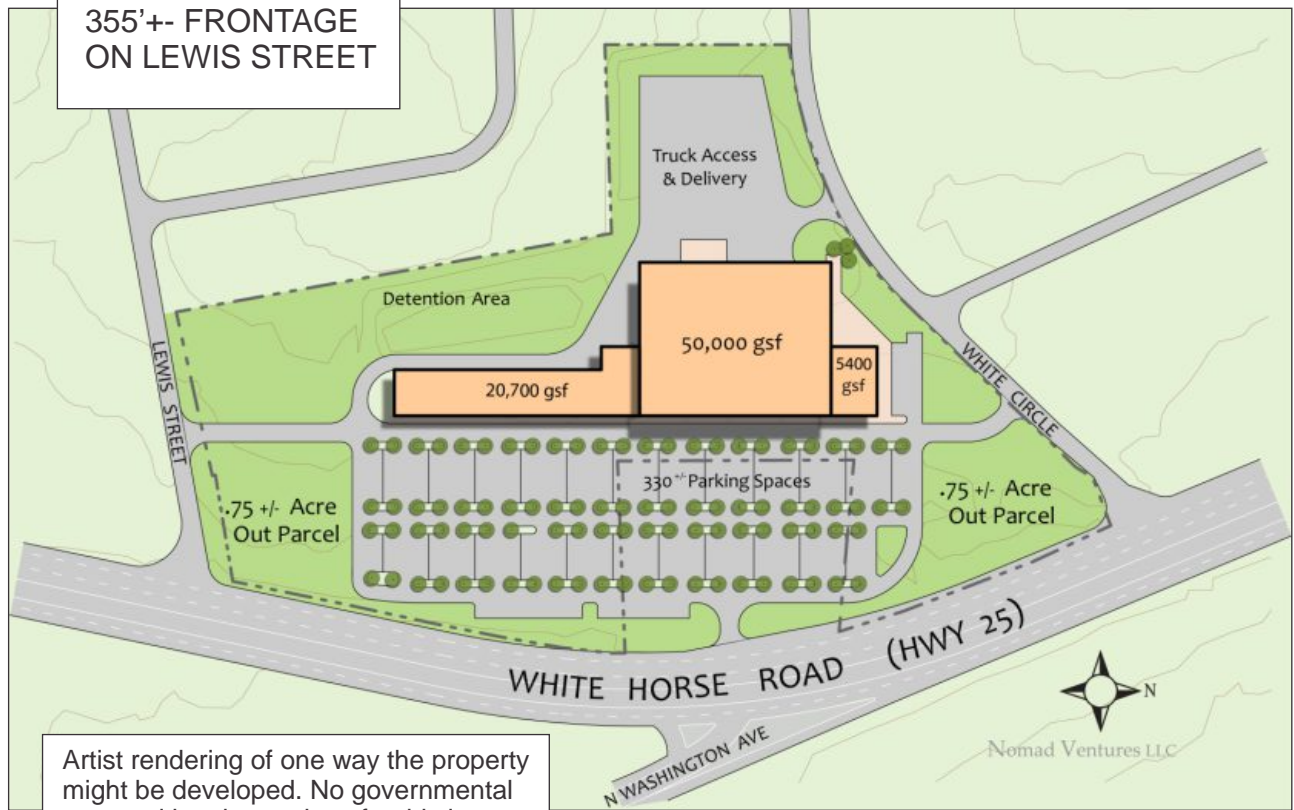 355'+- FRONTAGE
ON LEWIS STREET
Truck Access
& Delivery
Detention Area
50,000 gsf
5400
gsf
20,700 gsf
LEWIS STREET
WHITE CIRCLE
330 +/- Parking Spaces
.75 +/- Acre
Out Parcel
.75 +/- Acre
Out Parcel
WHITE HORSE ROAD (HWY 25)
N
Nomad Ventures LLC
N WASHINGTON AVE
Artist rendering of one way the property
might be developed. No governmental